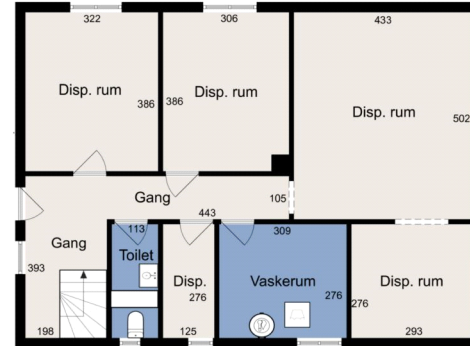 322
306
433
Disp. rum
386
386
Disp. rum
Disp. rum
502
Gang
105
443
113
309
Gang
Toilet
393
Disp.
276
Vaskerum
276
276
Disp. rum
198
125
293